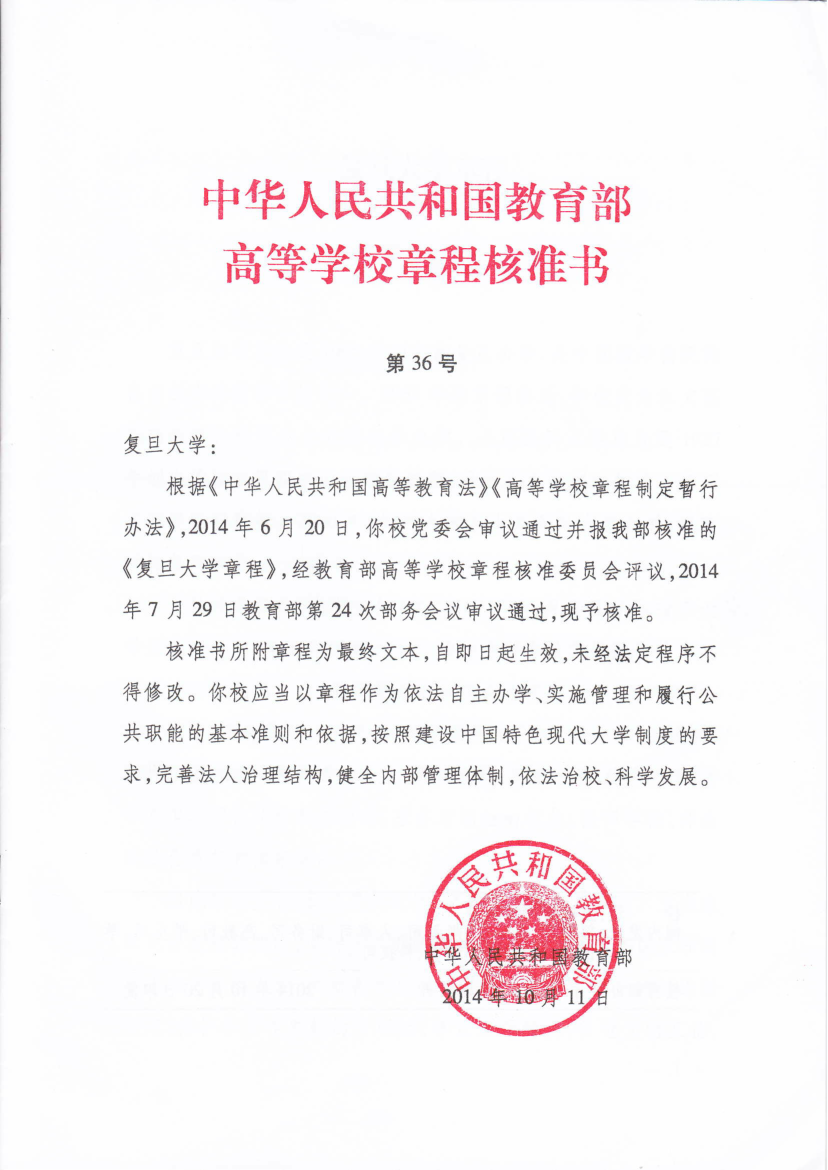 中华人民共和国教育部
高等学校章程核准书
第 36 号
复旦大学：
根据《中华人民共和国高等教育法》《高等学校章程制定暂行
办法》，2014 年 6 月 20 日，你校党委会审议通过并报我部核准的
《复旦大学章程》，经教育部高等学校章程核准委员会评议，2014
年 7 月 29 日教育部第 24 次部务会议审议通过，现予核准。
核准书所附章程为最终文本，自即日起生效，未经法定程序不
得修改。你校应当以章程作为依法自主办学、实施管理和履行公
共职能的基本准则和依据，按照建设中国特色现代大学制度的要
求，完善法人治理结构，健全内部管理体制，依法治校、科学发展。
中华人民共和国教育部
中华人民共和国教育部
2014 年 10 月 11 日